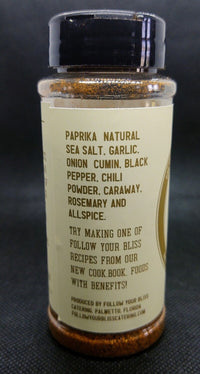 PAPRIKA NATURAL
SEA SALT, GARLIC,
ONION CUMIN, BLACK
PEPPER, CHILI
POWDER, CARAWAY,
ROSEMARY AND
ALLSPICE.
TRY MAKING ONE OF
FOLLOW YOUR BLISS
RECIPES FROM OUR
NEW COOK BOOK, FOODS
WITH BENEFITS!
PRODUCED BY FOLLOW YOUR BLISS
CATERING, PALMETTO, FLORIDA
FOLLOWYOURBLISSCATERING.COM